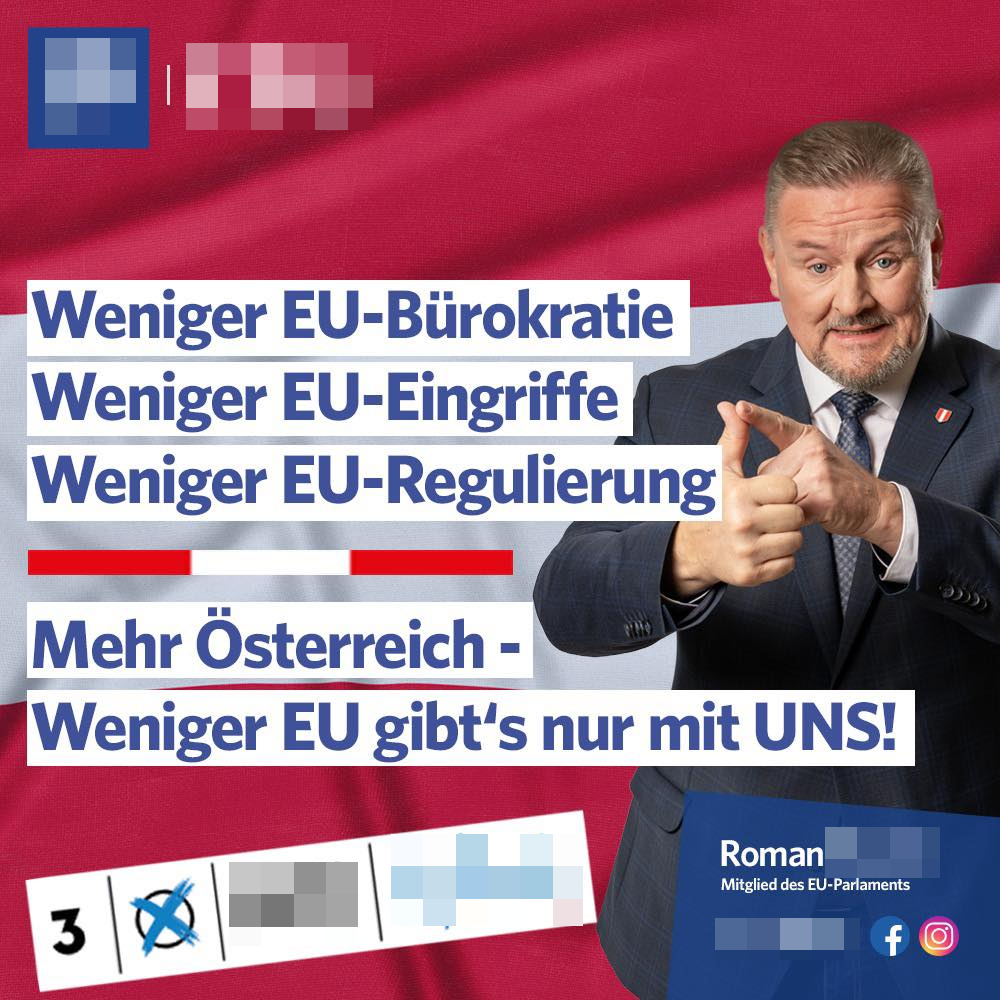 Weniger EU-Bürokratie
Weniger EU-Eingriffe
Weniger EU-Regulierung
Mehr Österreich -
Weniger EU gibt‘s nur mit UNS!
3
Roman
Mitglied des EU-Parlaments